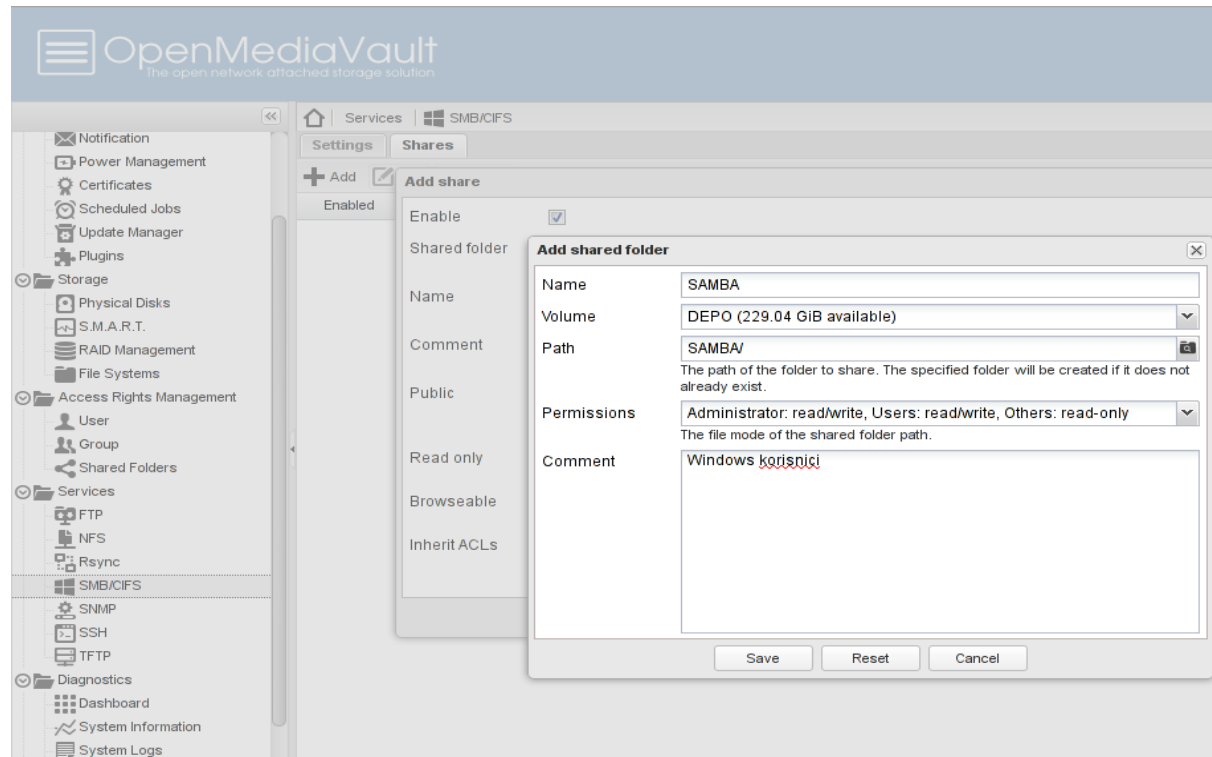 OpenMediaVault
The open network attached storage solution
Notification
Power Management
Certificates
Scheduled Jobs
Update Manager
Plugins
Storage
Physical Disks
S.M.A.R.T.
RAID Management
File Systems
Access Rights Management
User
Group
Shared Folders
Services
FTP
NFS
Rsync
SMB/CIFS
SNMP
SSH
TFTP
Diagnostics
Dashboard
System Information
System Logs
Services SMB/CIFS
Settings Shares
Add
Enabled
Add share
Enable
Shared folder
Name
Comment
Public
Read only
Browseable
Inherit ACLs
Add shared folder
Name SAMBA
Volume DEPO (229.04 GiB available)
Path SAMBA/
The path of the folder to share. The specified folder will be created if it does not
already exist.
Permissions Administrator: read/write, Users: read/write, Others: read-only
The file mode of the shared folder path.
Comment Windows korisnici
Save Reset Cancel